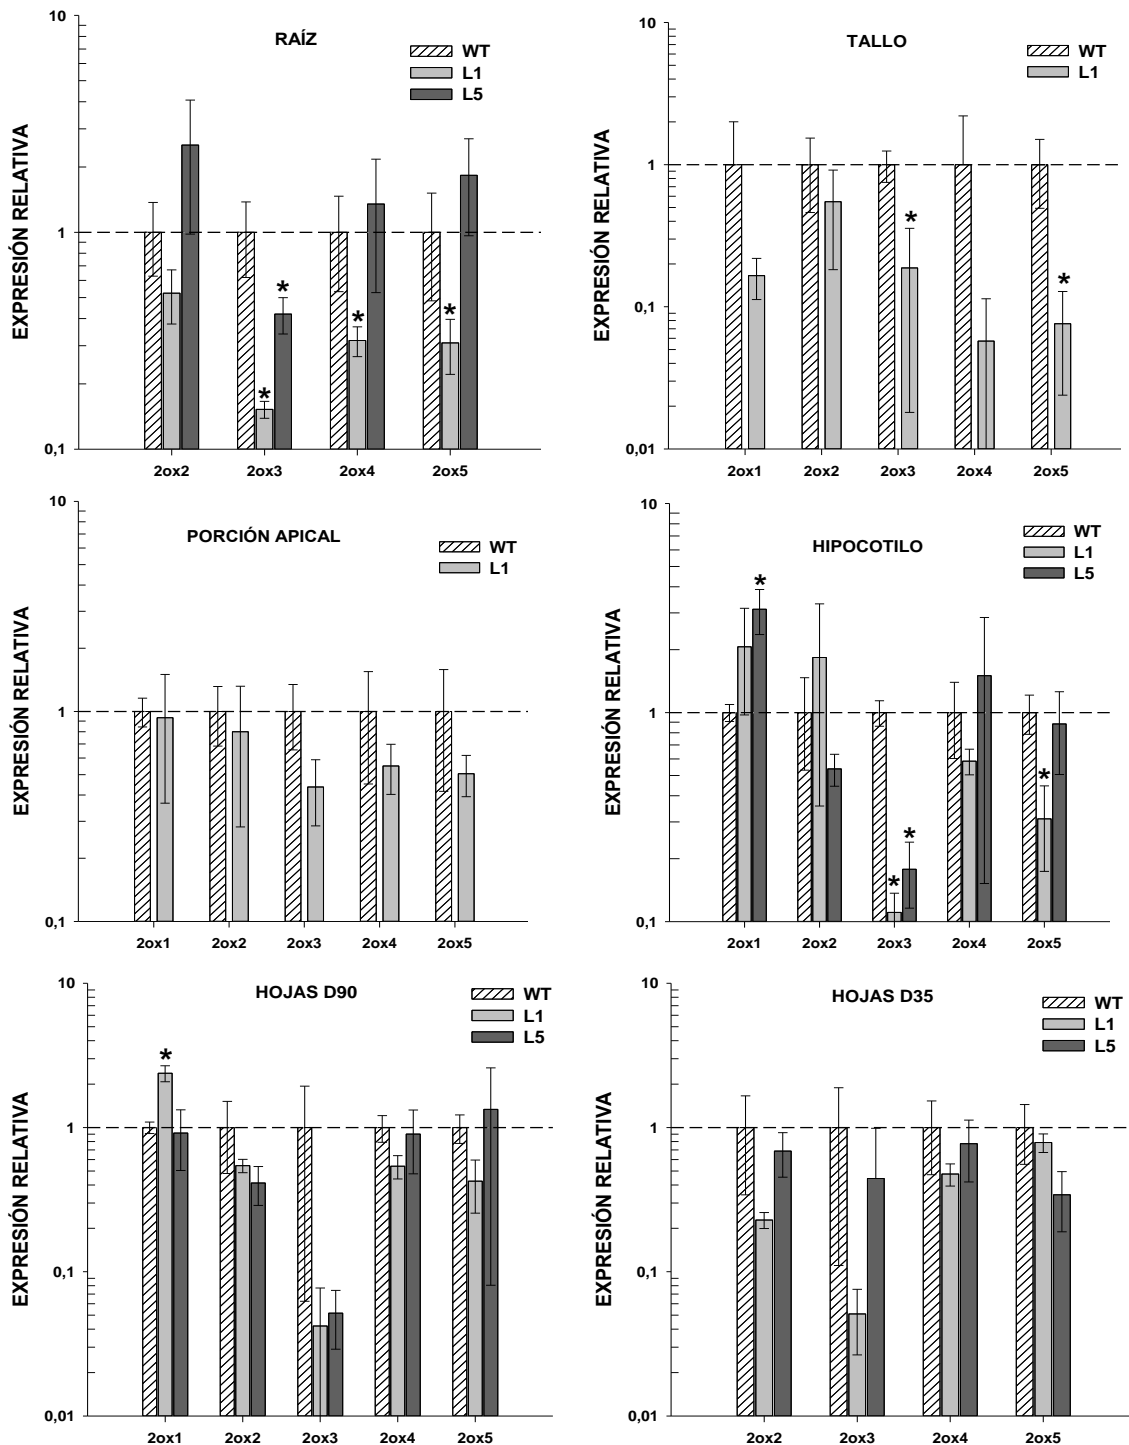 RAÍZ
WT
L1
L5
EXPRESIÓN RELATIVA
10
1
0,1
*
*
*
*
2ox2 2ox3 2ox4 2ox5
TALLO
WT
L1
EXPRESIÓN RELATIVA
10
1
0,1
0,01
*
*
2ox1 2ox2 2ox3 2ox4 2ox5
PORCIÓN APICAL
WT
L1
EXPRESIÓN RELATIVA
10
1
0,1
2ox1 2ox2 2ox3 2ox4 2ox5
HIPOCOTILO
WT
L1
L5
EXPRESIÓN RELATIVA
10
1
0,1
*
*
*
*
2ox1 2ox2 2ox3 2ox4 2ox5
HOJAS D90
WT
L1
L5
EXPRESIÓN RELATIVA
10
1
0,1
0,01
*
2ox1 2ox2 2ox3 2ox4 2ox5
HOJAS D35
WT
L1
L5
EXPRESIÓN RELATIVA
10
1
0,1
0,01
2ox2 2ox3 2ox4 2ox5